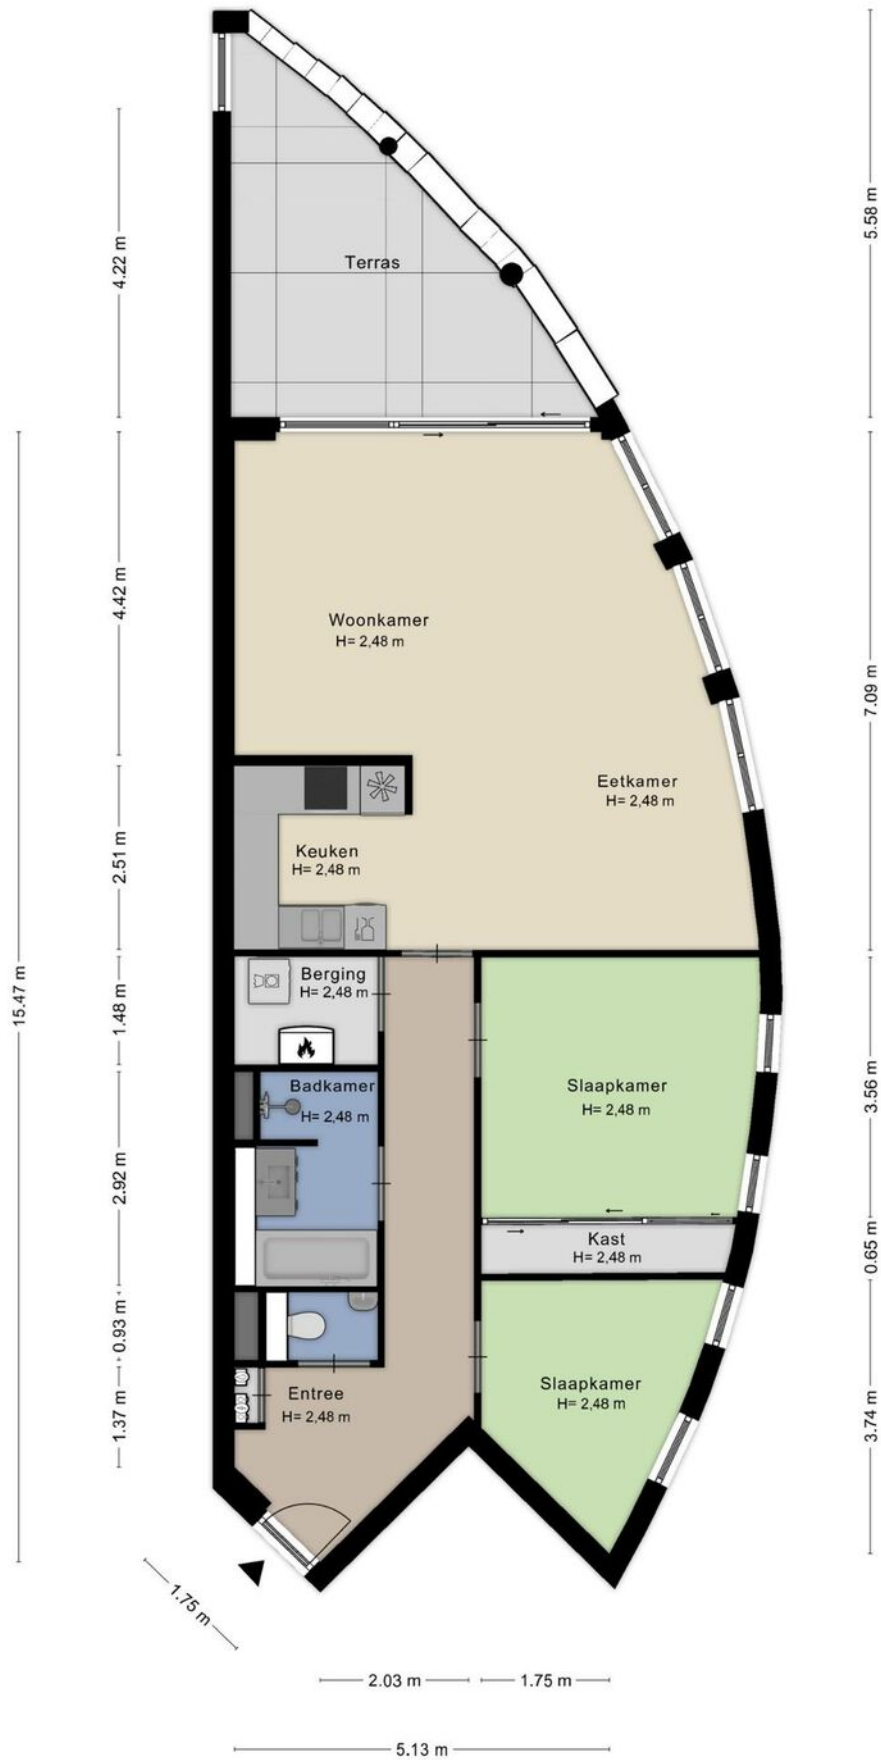 5.58 m
4.22 m
Terras
4.42 m
Woonkamer
H= 2,48 m
7.09 m
Eetkamer
H= 2,48 m
2.51 m
Keuken
H= 2,48 m
15.47 m
1.48 m
Berging
H= 2,48 m
3.56 m
Badkamer
H= 2,48 m
Slaapkamer
H= 2,48 m
2.92 m
0.65 m
Kast
H= 2,48 m
0.93 m
Entree
H= 2,48 m
1.37 m
Slaapkamer
H= 2,48 m
3.74 m
1.75 m
2.03 m
1.75 m
5.13 m